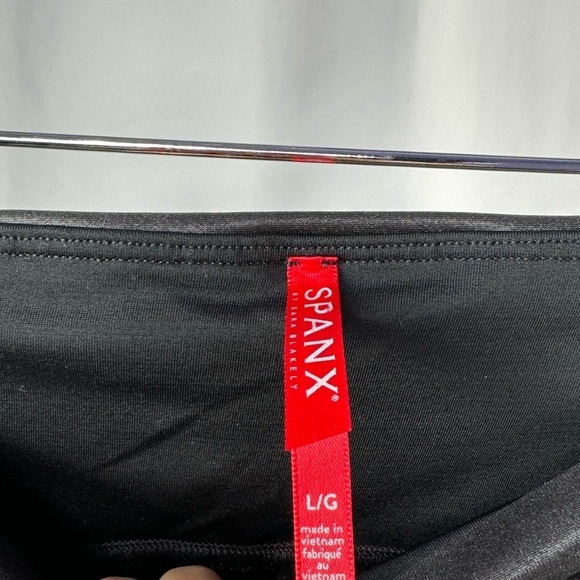 SPANX®
BY SARA BLAKELY
L/G
made in
vietnam
fabriqué
au
vietnam